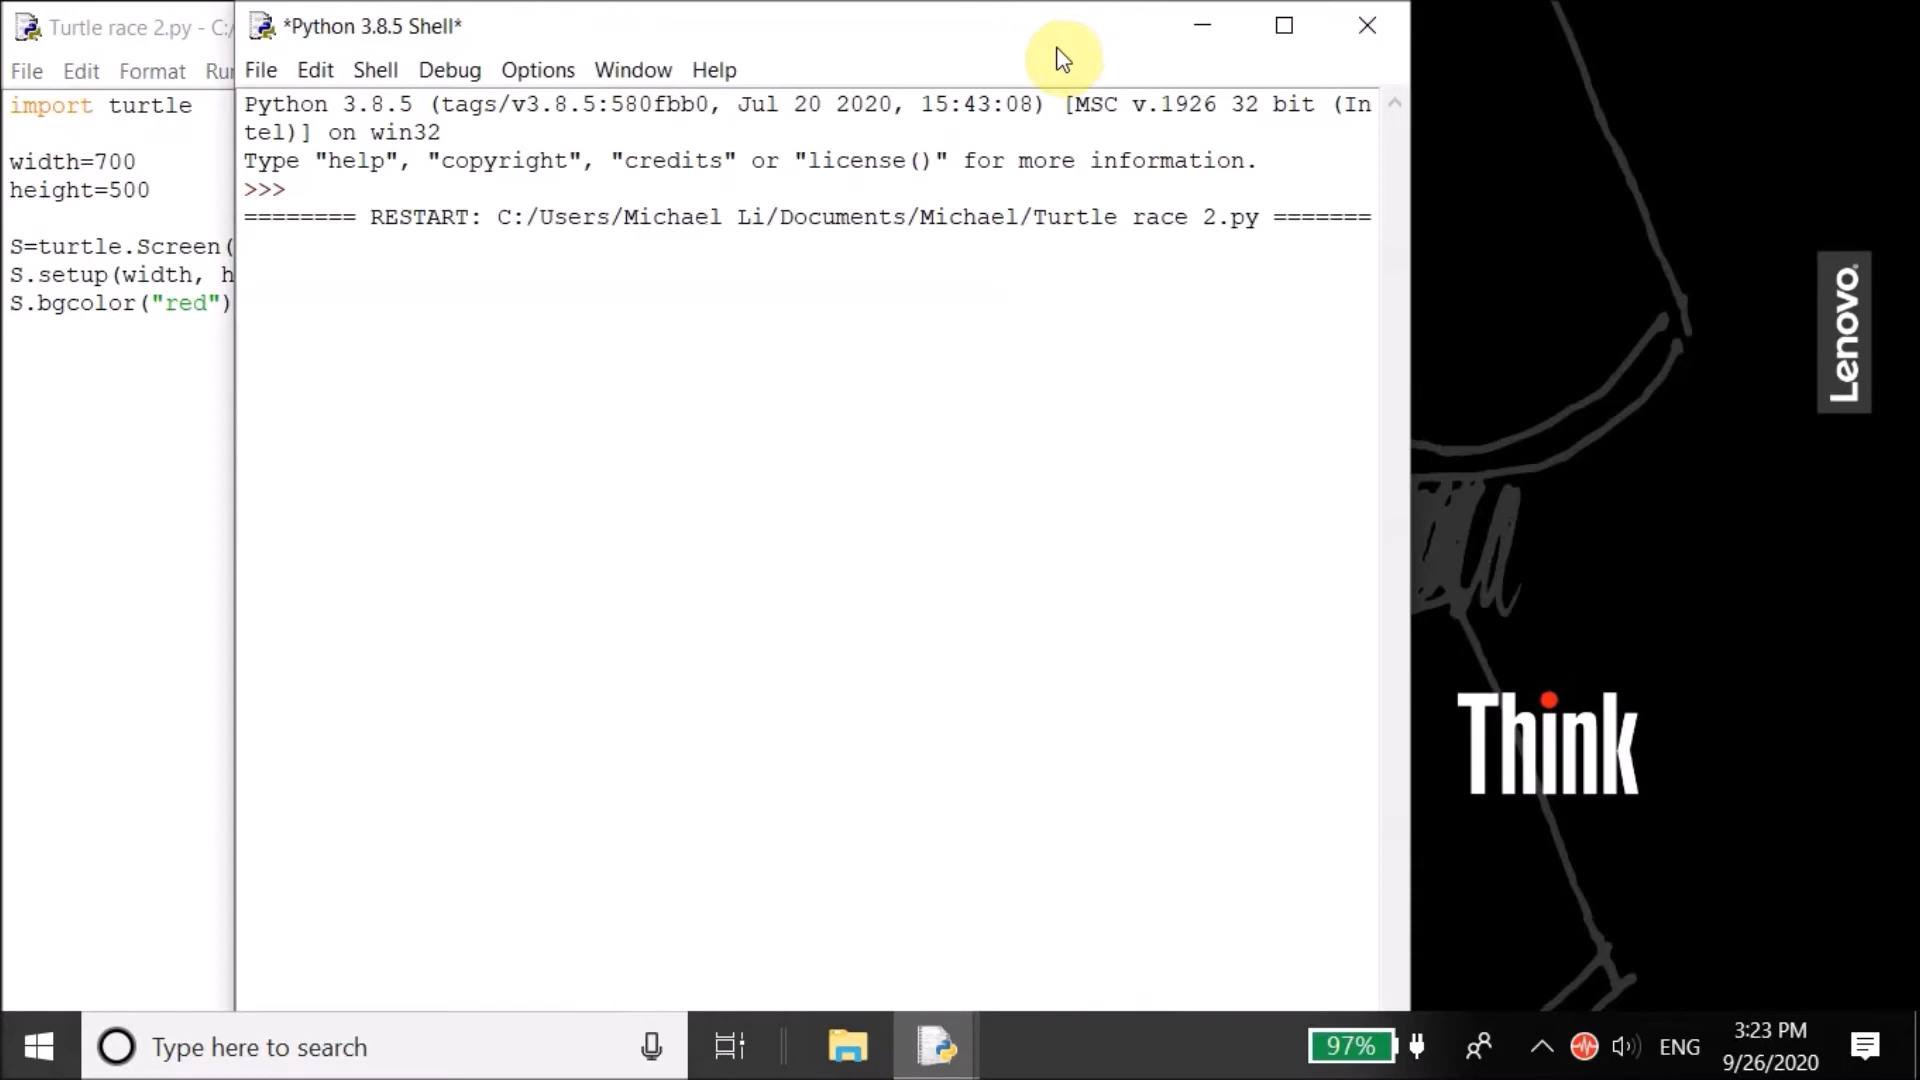 Turtle race 2.py - C:/
File Edit Format Ru
import turtle
width=700
height=500
S=turtle.Screen(
S.setup(width, h
S.bgcolor("red")
*Python 3.8.5 Shell*
File Edit Shell Debug Options Window Help
Python 3.8.5 (tags/v3.8.5:580fbb0, Jul 20 2020, 15:43:08) [MSC v.1926 32 bit (In
tel)] on win32
Type "help", "copyright", "credits" or "license()" for more information.
>>>
======== RESTART: C:/Users/Michael Li/Documents/Michael/Turtle race 2.py =======
Lenovo
Think
Type here to search
97%
ENG
3:23 PM
9/26/2020